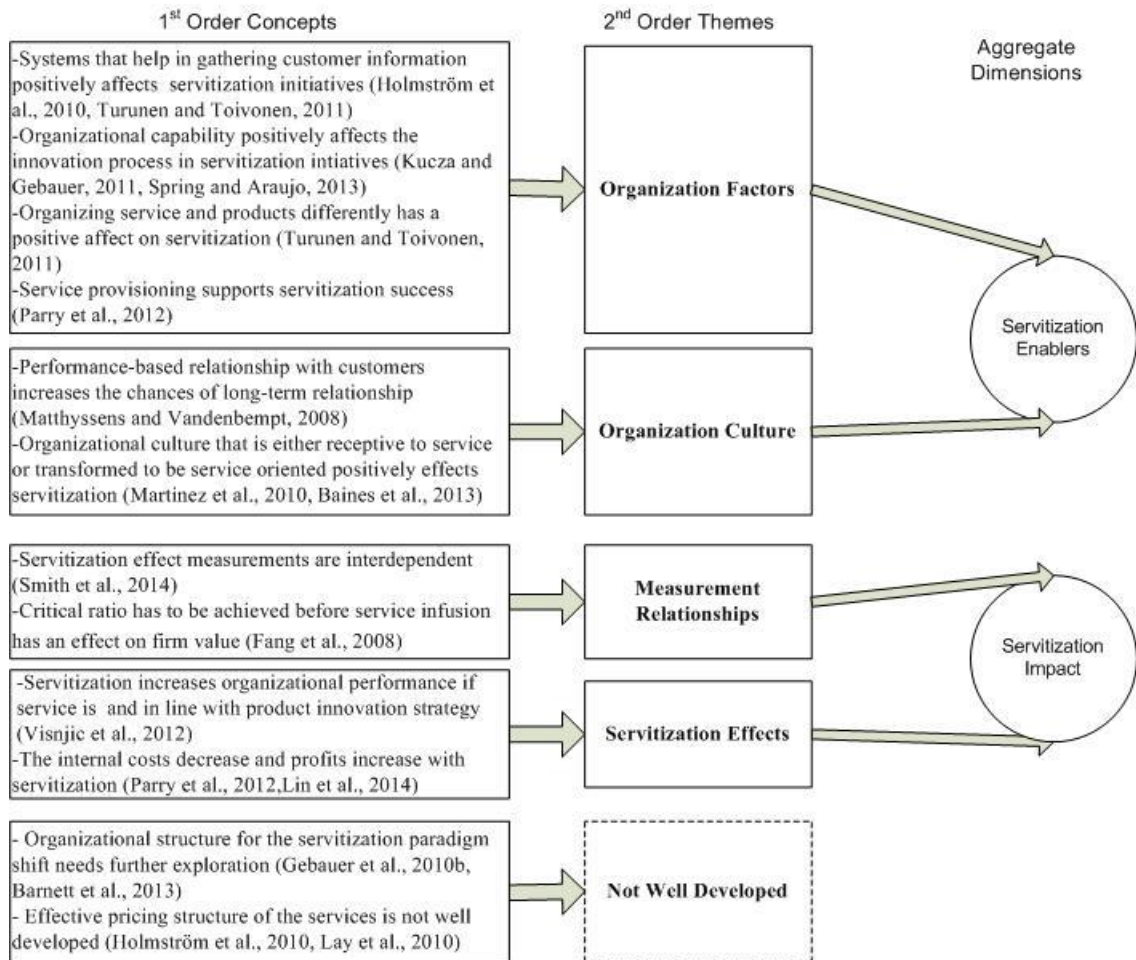 1st Order Concepts
2nd Order Themes
Aggregate
Dimensions
-Systems that help in gathering customer information
positively affects servitization initiatives (Holmström et
al., 2010, Turunen and Toivonen, 2011)
-Organizational capability positively affects the
innovation process in servitization intiatives (Kucza and
Gebauer, 2011, Spring and Araujo, 2013)
-Organizing service and products differently has a
positive affect on servitization (Turunen and Toivonen,
2011)
-Service provisioning supports servitization success
(Parry et al., 2012)
Organization Factors
Servitization
Enablers
-Performance-based relationship with customers
increases the chances of long-term relationship
(Matthyssens and Vandenbempt, 2008)
-Organizational culture that is either receptive to service
or transformed to be service oriented positively effects
servitization (Martinez et al., 2010, Baines et al., 2013)
Organization Culture
-Servitization effect measurements are interdependent
(Smith et al., 2014)
-Critical ratio has to be achieved before service infusion
has an effect on firm value (Fang et al., 2008)
Measurement
Relationships
Servitization
Impact
-Servitization increases organizational performance if
service is and in line with product innovation strategy
(Visnjic et al., 2012)
-The internal costs decrease and profits increase with
servitization (Parry et al., 2012,Lin et al., 2014)
Servitization Effects
- Organizational structure for the servitization paradigm
shift needs further exploration (Gebauer et al., 2010b,
Barnett et al., 2013)
- Effective pricing structure of the services is not well
developed (Holmström et al., 2010, Lay et al., 2010)
Not Well Developed